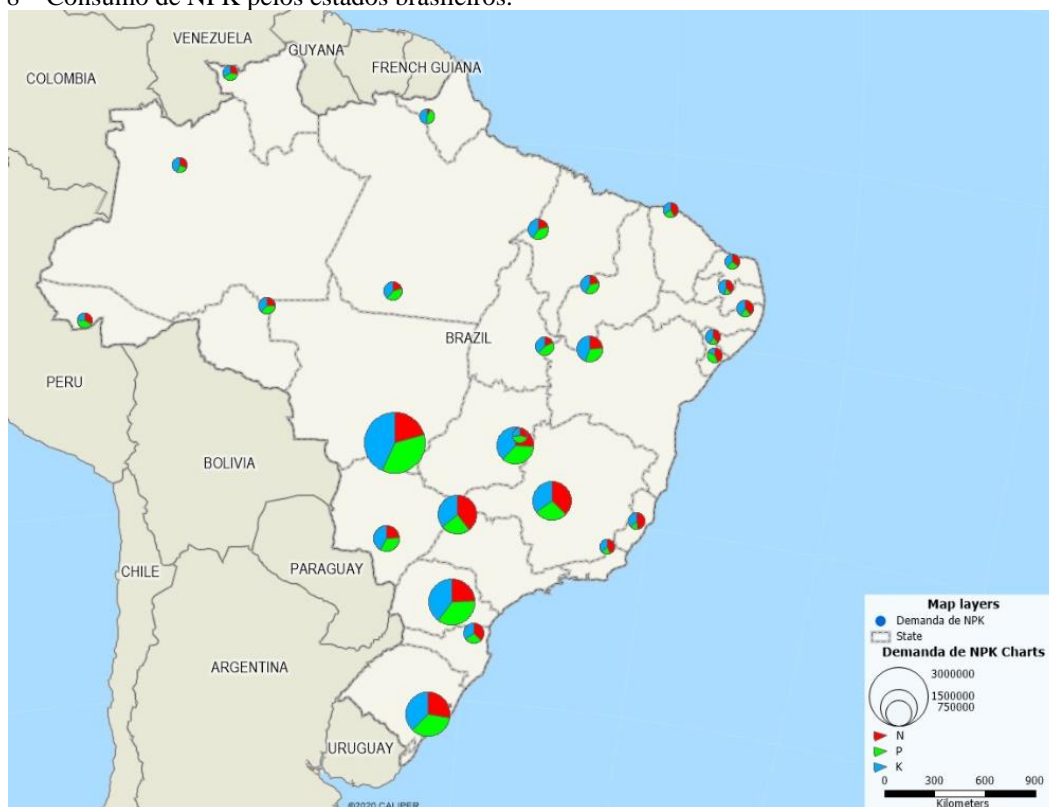 8 – Consumo de NPK pelos estados brasileiros.
VENEZUELA
GUYANA
FRENCH GUIANA
COLOMBIA
BRAZIL
PERU
BOLIVIA
CHILE
PARAGUAY
ARGENTINA
URUGUAY
Map layers
Demanda de NPK
State
Demanda de NPK Charts
3000000
1500000
750000
N
P
K
0 300 600 900
Kilometers
©2020 CALIPER